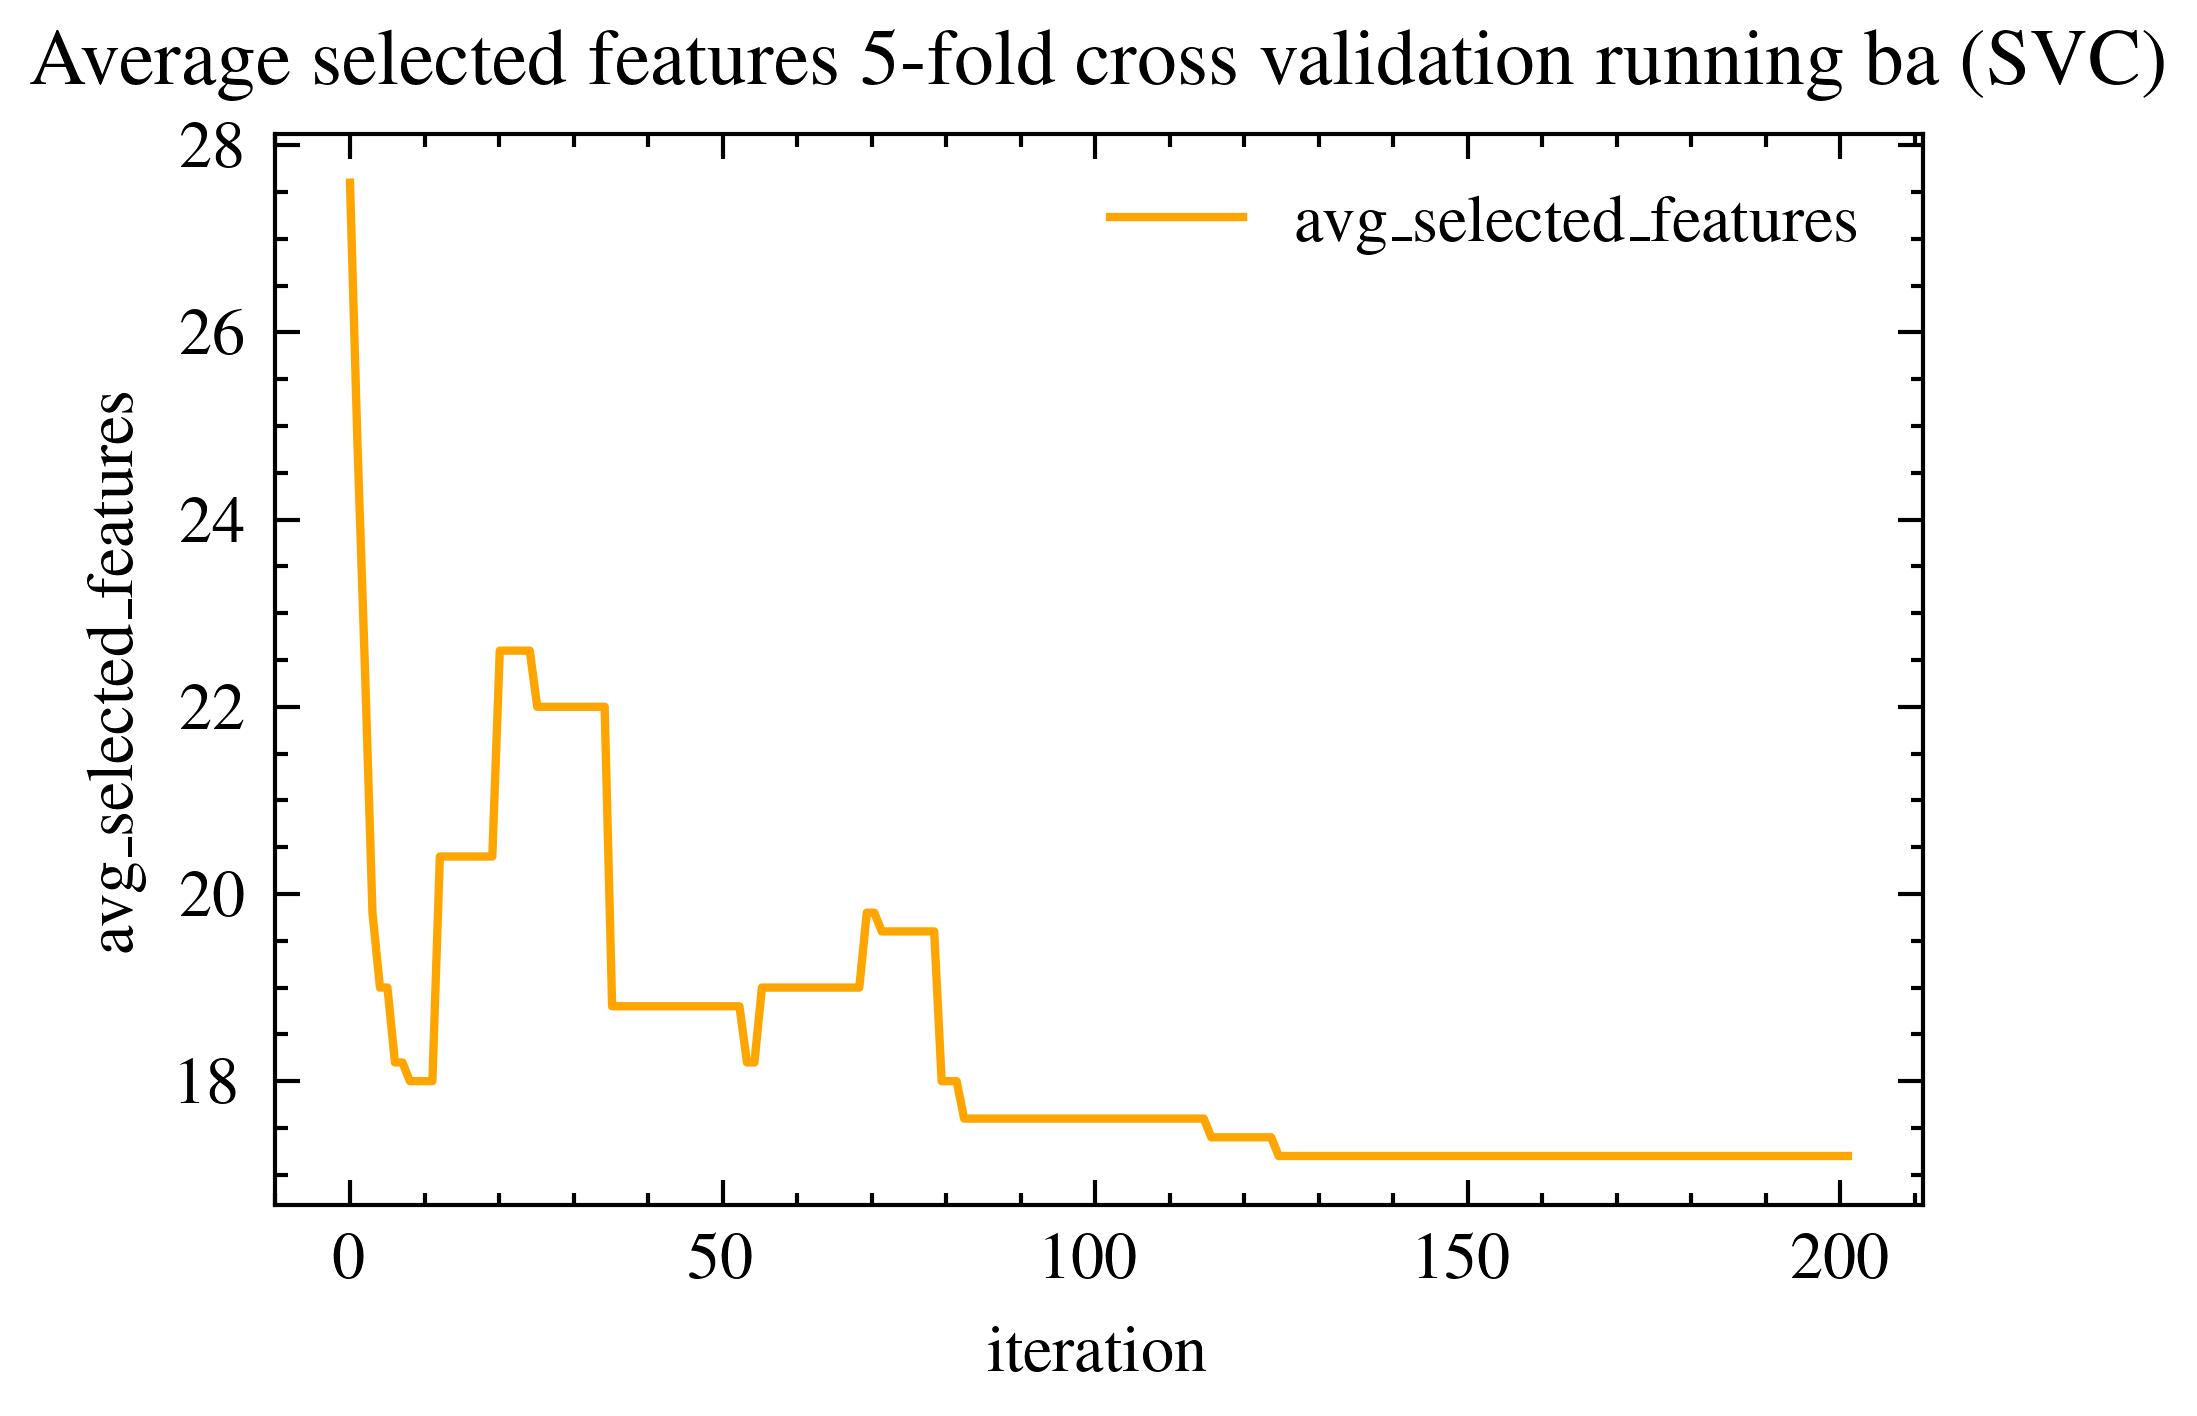 Average selected features 5-fold cross validation running ba (SVC)
28
avg_selected_features
26
24
22
20
18
avg_selected_features
0 50 100 150 200
iteration